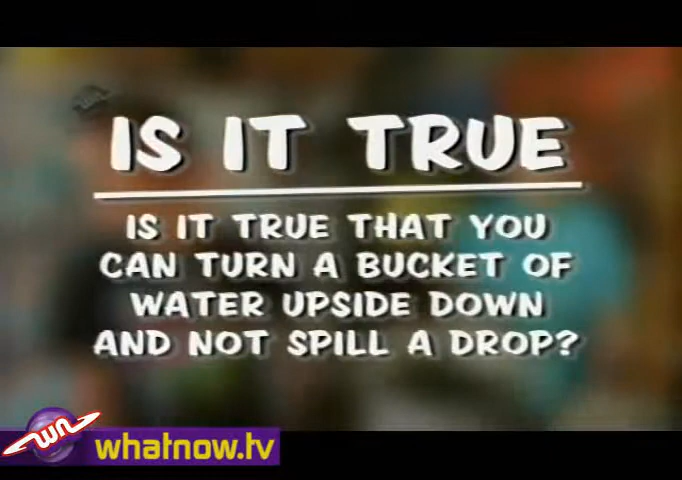 IS IT TRUE
IS IT TRUE THAT YOU
CAN TURN A BUCKET OF
WATER UPSIDE DOWN
AND NOT SPILL A DROP?
WN whatnow.tv